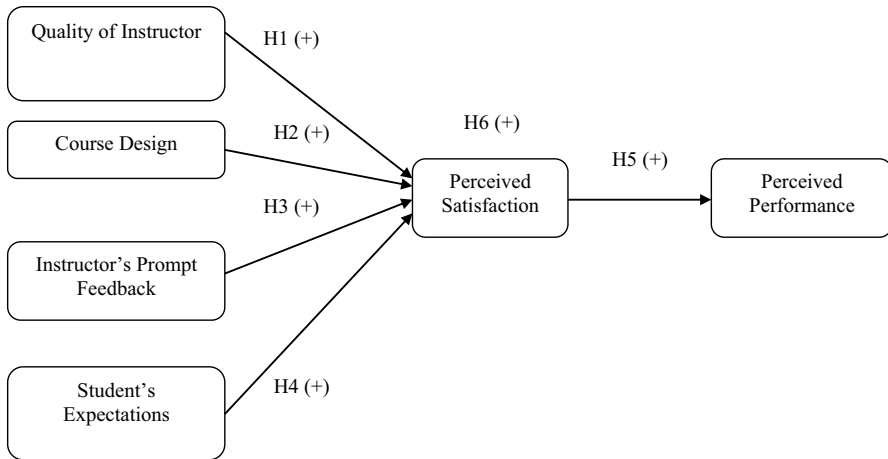 Quality of Instructor
H1 (+)
Course Design
H2 (+)
H6 (+)
H5 (+)
Perceived
Satisfaction
Perceived
Performance
H3 (+)
Instructor’s Prompt
Feedback
H4 (+)
Student’s
Expectations